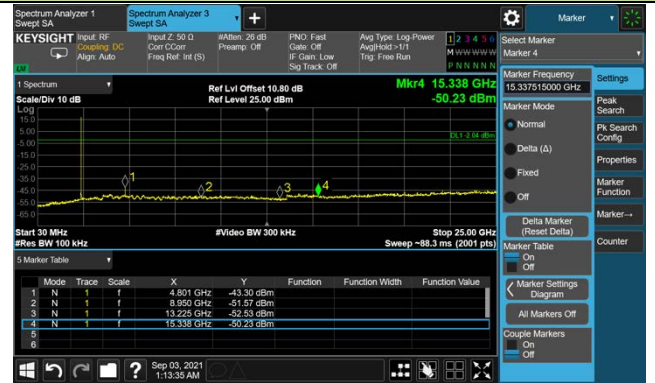 Spectrum Analyzer 1
Swept SA
Spectrum Analyzer 3
Swept SA
+
Marker
KEYSIGHT
Input: RF
Coupling: DC
Align: Auto
Input Z: 50 Ω
Corr CCorr
Freq Ref: Int (S)
#Atten: 26 dB
Preamp: Off
PNO: Fast
Gate: Off
IF Gain: Low
Sig Track: Off
Avg Type: Log-Power
Avg|Hold:>1/1
Trig: Free Run
1 2 3 4 5 6
M W W W W W
P N N N N N
LNI
Select Marker
Marker 4
1 Spectrum
Scale/Div 10 dB
Ref Lvl Offset 10.80 dB
Ref Level 25.00 dBm
Mkr4 15.338 GHz
-50.23 dBm
Log
15.0
5.00
-5.00
-15.0
-25.0
-35.0
-45.0
-55.0
-65.0
DL1 -2.64 dBm
1
2
3
4
Start 30 MHz
#Res BW 100 kHz
#Video BW 300 kHz
Stop 25.00 GHz
Sweep ~88.3 ms (2001 pts)
5 Marker Table
Mode Trace Scale X Y Function Function Width Function Value
1 N 1 f 4.801 GHz -43.30 dBm
2 N 1 f 8.950 GHz -51.57 dBm
3 N 1 f 13.225 GHz -52.53 dBm
4 N 1 f 15.338 GHz -50.23 dBm
5
6
Marker Frequency
15.337515000 GHz
Marker Mode
Normal
Delta (Δ)
Fixed
Off
Delta Marker
(Reset Delta)
Marker Table
On
Off
Marker Settings
Diagram
All Markers Off
Couple Markers
On
Off
Settings
Peak
Search
Pk Search
Config
Properties
Marker
Function
Marker→
Counter
?
Sep 03, 2021
1:13:35 AM